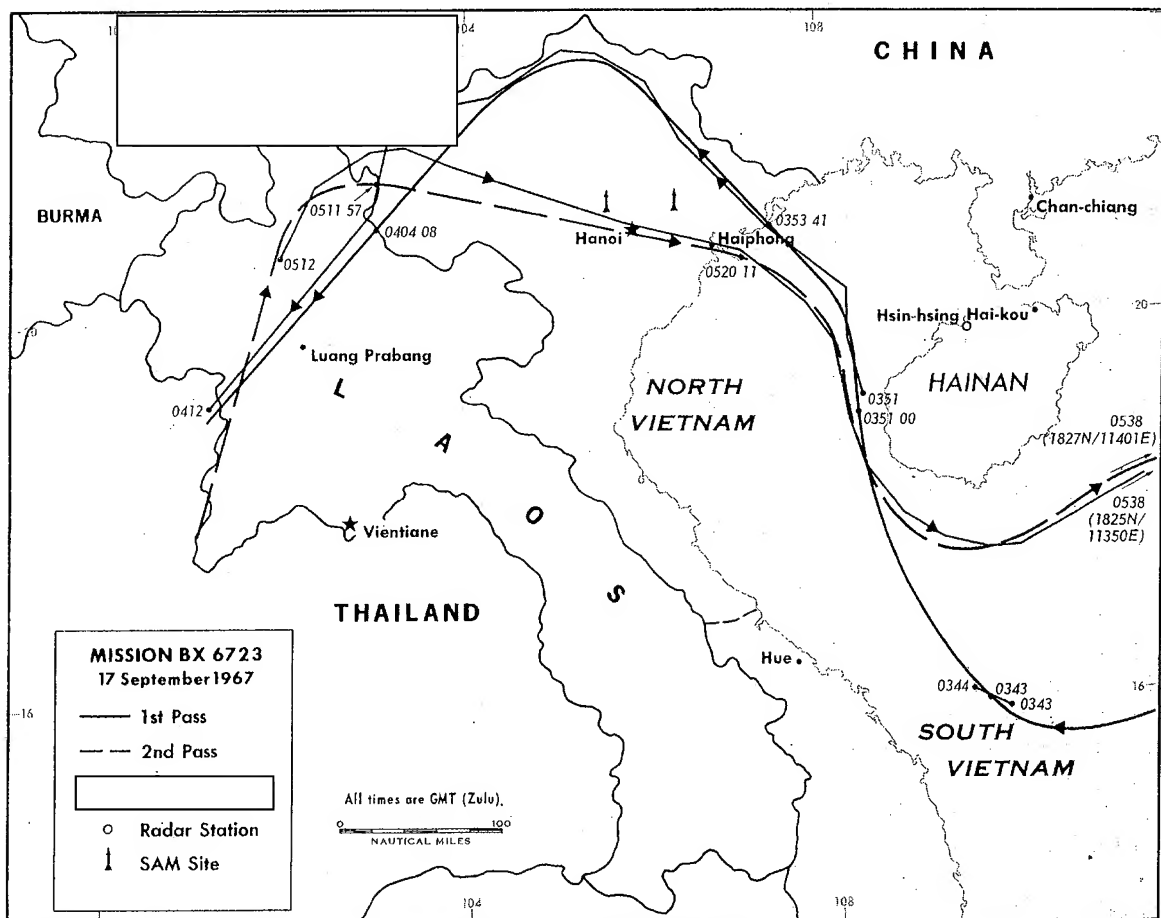 104
108
CHINA
BURMA
Chan-chiang
0511 57
0404 08
0353 41
Hanoi
Haiphong
0512
0520 11
20
Hsin-hsing
Hai-kou
Luang Prabang
HAINAN
L
A
O
S
NORTH
VIETNAM
0351
0351 00
0412
0538
(1827N/11401E)
0538
(1825N/
11350E)
Vientiane
THAILAND
MISSION BX 6723
17 September 1967
1st Pass
2nd Pass
Radar Station
SAM Site
Hue
0344
0343
0343
16
16
SOUTH
VIETNAM
All times are GMT (Zulu).
0
100
NAUTICAL MILES
104
108